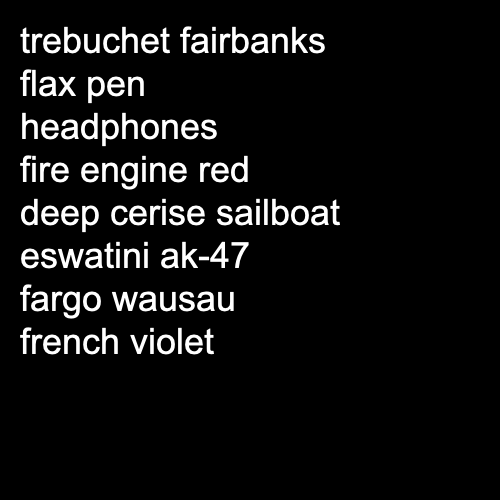 trebuchet fairbanks
flax pen
headphones
fire engine red
deep cerise sailboat
eswatini ak-47
fargo wausau
french violet